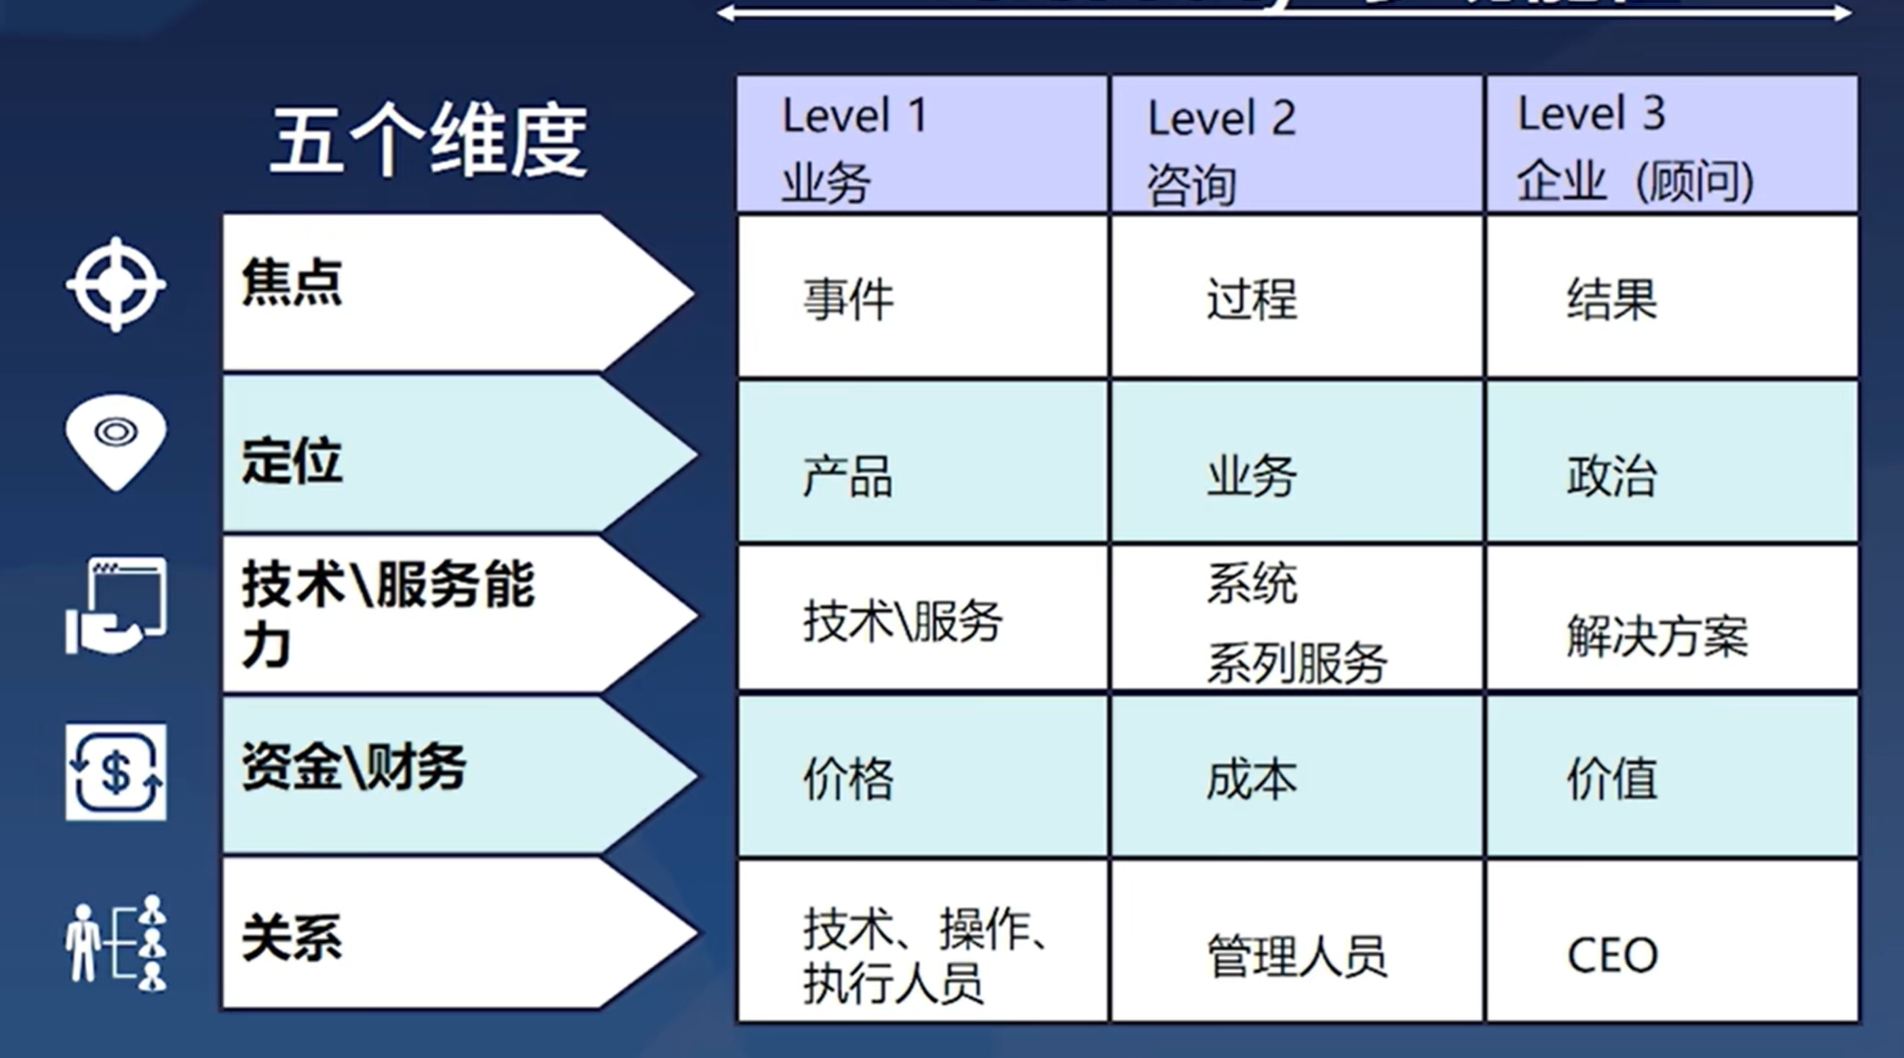 五个维度
Level 1
业务
Level 2
咨询
Level 3
企业 (顾问)
焦点
事件
过程
结果
定位
产品
业务
政治
技术\服务能
力
技术\服务
系统
系列服务
解决方案
资金\财务
价格
成本
价值
关系
技术、操作、
执行人员
管理人员
CEO